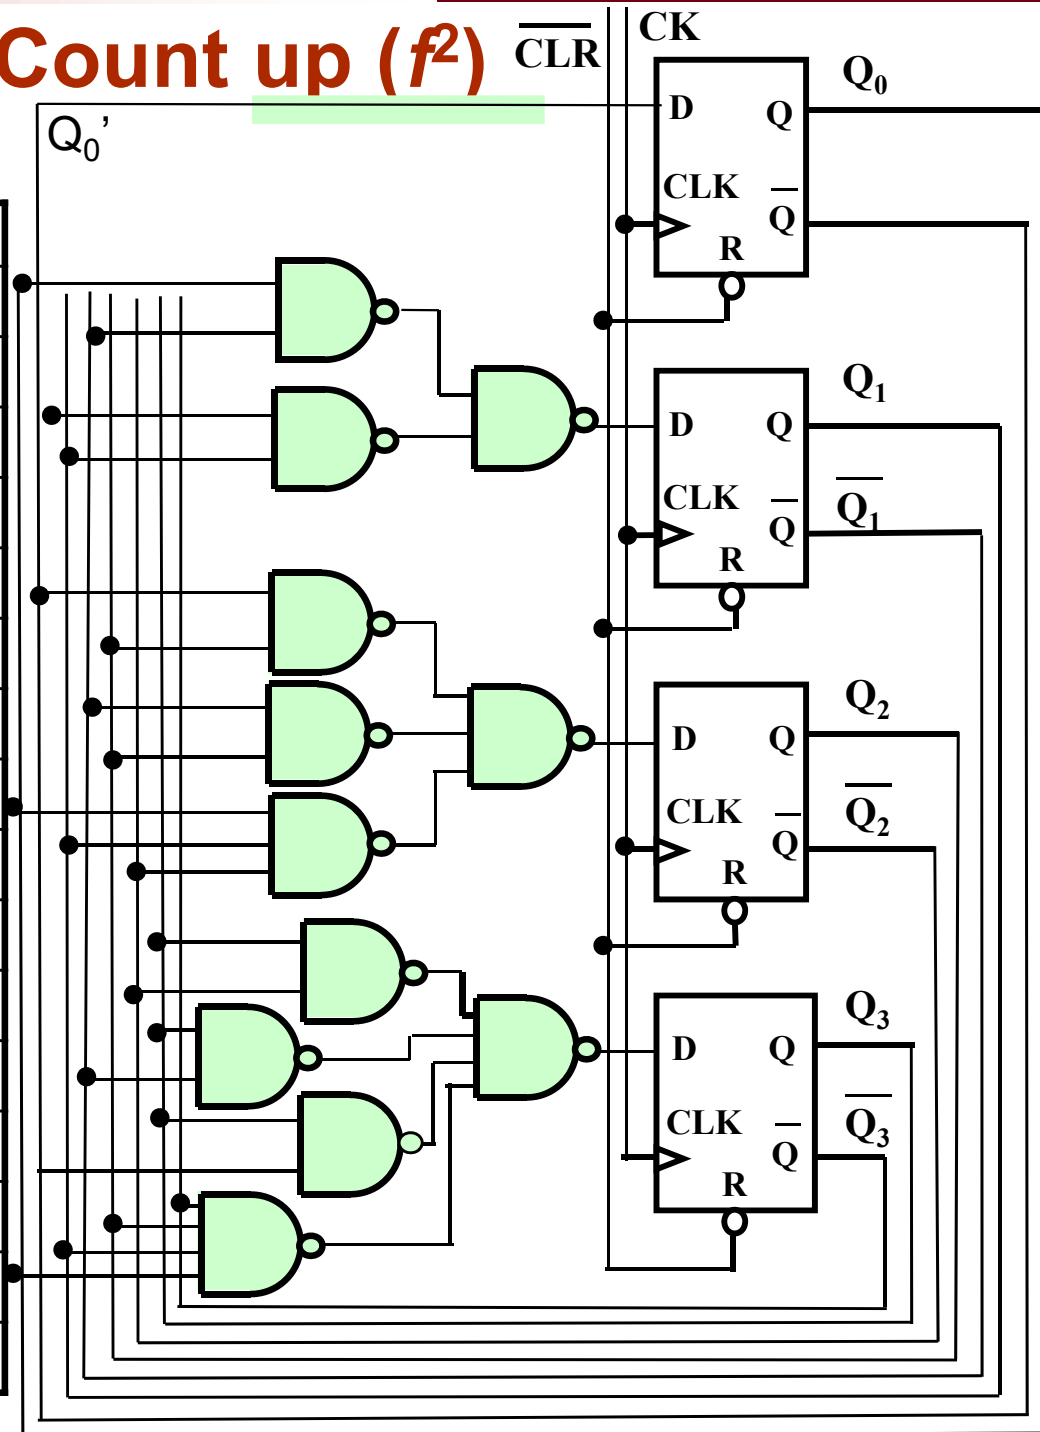 Count up (f²) CLR CK
Q₀'
D Q Q₀
CLK Q
R
D Q Q₁
CLK Q Q₁
R
D Q Q₂
CLK Q Q₂
R
D Q Q₃
CLK Q Q₃
R